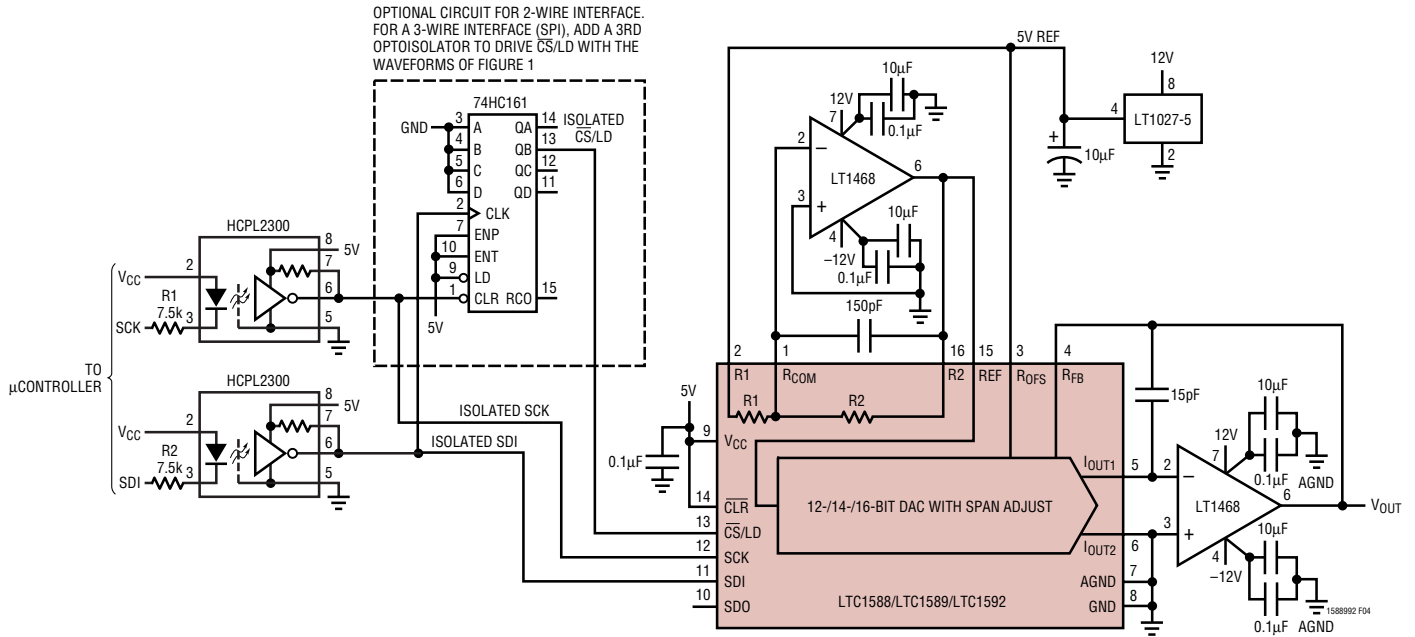 OPTIONAL CIRCUIT FOR 2-WIRE INTERFACE.
FOR A 3-WIRE INTERFACE (SPI), ADD A 3RD
OPTOISOLATOR TO DRIVE CS/LD WITH THE
WAVEFORMS OF FIGURE 1
74HC161
GND
3 A QA 14
ISOLATED
CS/LD
4 B QB 13
5 C QC 12
6 D QD 11
2 CLK
7 ENP
10 ENT
9 LD
1 CLR RCO 15
5V
HCPL2300
8 5V
7
6
5
2
VCC
R1
7.5k
3
SCK
TO
µCONTROLLER
HCPL2300
8 5V
7
6
5
2
VCC
R2
7.5k
3
SDI
ISOLATED SCK
ISOLATED SDI
5V REF
12V
8
4
LT1027-5
2
+
10µF
10µF
12V
7
0.1µF
2
−
LT1468
6
3
+
10µF
4
−12V
0.1µF
150pF
2 1 16 15 3 4
R1 RCOM R2 REF ROFS RFB
R1 R2
5V
9
VCC
0.1µF
14
CLR
13
CS/LD
12
SCK
11
SDI
10
SDO
12-/14-/16-BIT DAC WITH SPAN ADJUST
LTC1588/LTC1589/LTC1592
IOUT1 5
IOUT2 6
AGND 7
GND 8
15pF
10µF
12V
7
0.1µF AGND
2
−
LT1468
6
VOUT
3
+
10µF
4
−12V
0.1µF AGND
1588992 F04